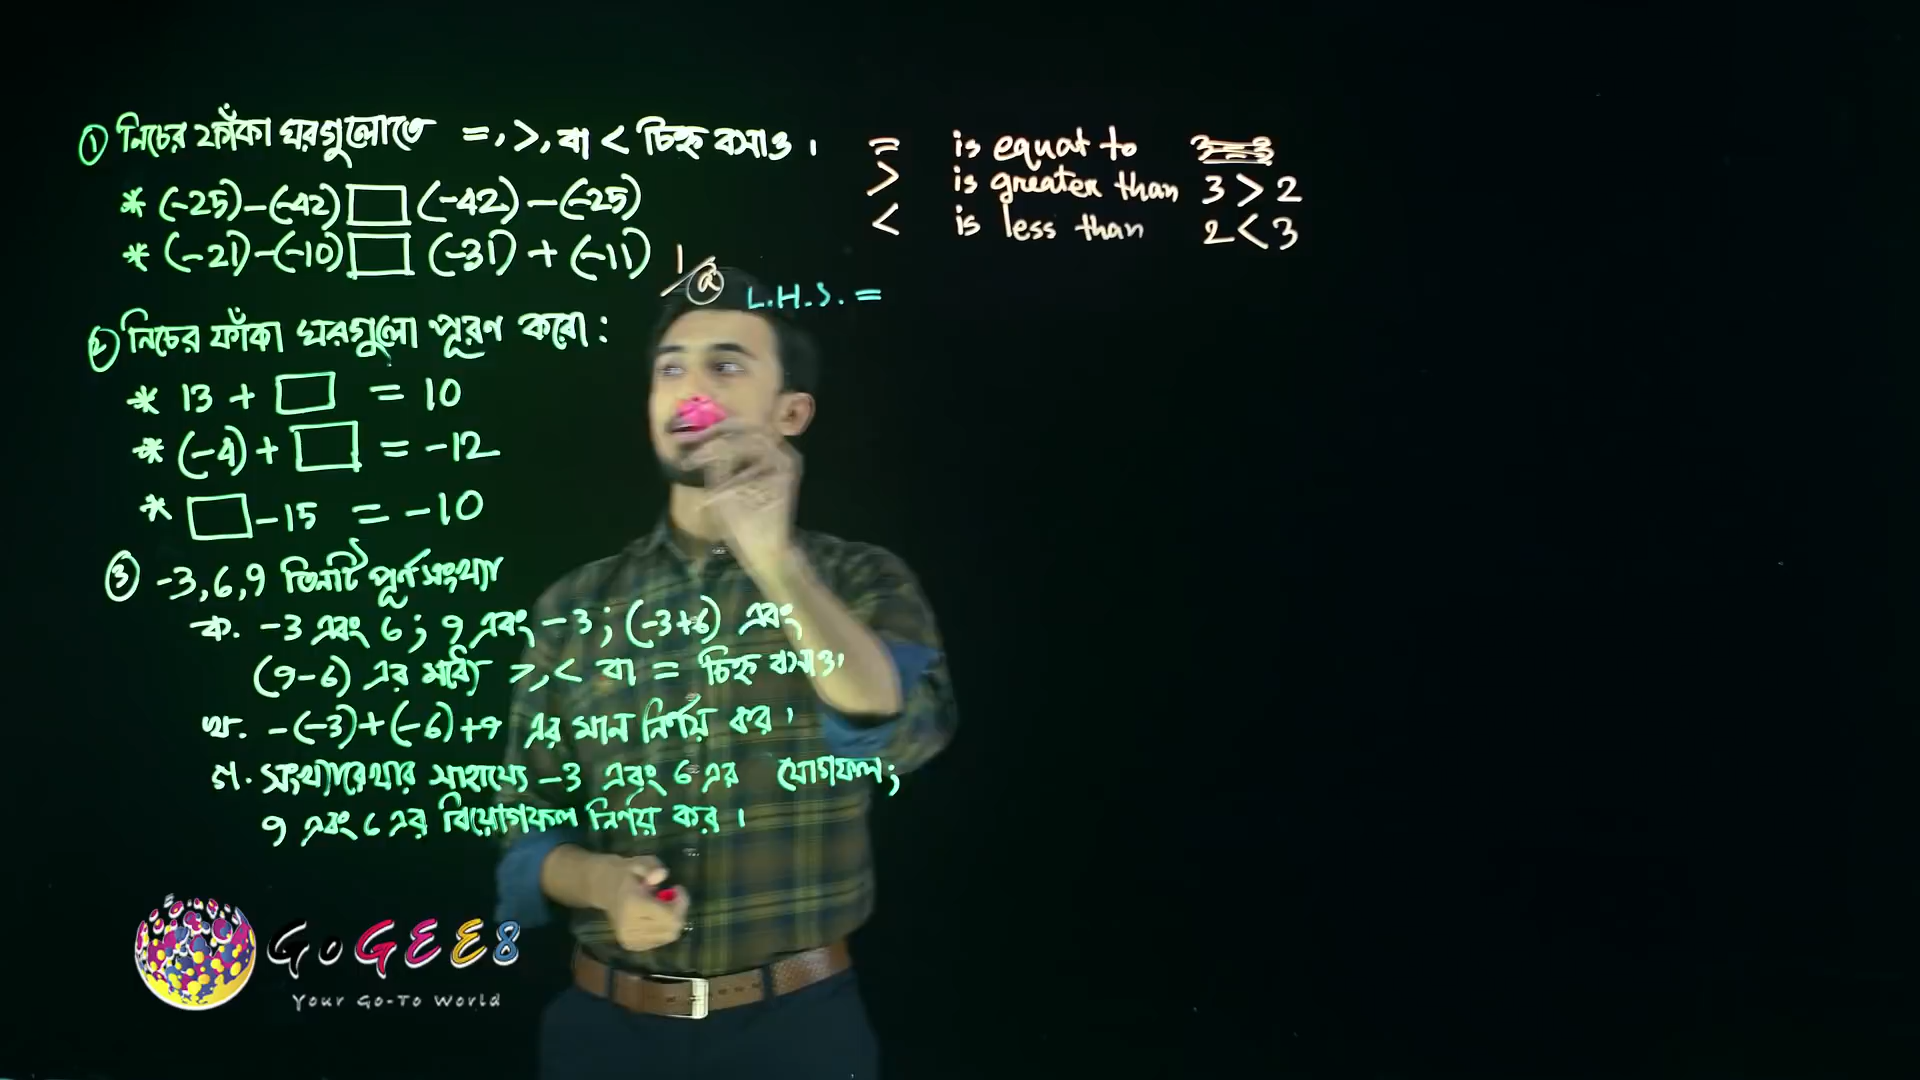 ① নিচের ফাঁকা ঘরগুলোতে =, >, বা < চিহ্ন বসাও।
* (-25)-(-42) □ (-42)-(-25)
* (-21)-(-10) □ (-31)+(-11)
② নিচের ফাঁকা ঘরগুলো পূরণ করো:
* 13 + □ = 10
* (-4) + □ = -12
* □ -15 = -10
③ -3, 6, 9 তিনটি পূর্ণসংখ্যা
ক. -3 এবং 6; 9 এবং -3; (-3+6) এবং
(9-6) এর মধ্যে >, < বা = চিহ্ন বসাও।
খ. -(-3)+(-6)+9 এর মান নির্ণয় কর।
গ. সংখ্যারেখার সাহায্যে -3 এবং 6 এর যোগফল;
9 এবং 6 এর বিয়োগফল নির্ণয় কর।
= is equat to 3=3
> is greater than 3 > 2
< is less than 2 < 3
1/a L.H.S. =
GoGEE8
Your Go-To World